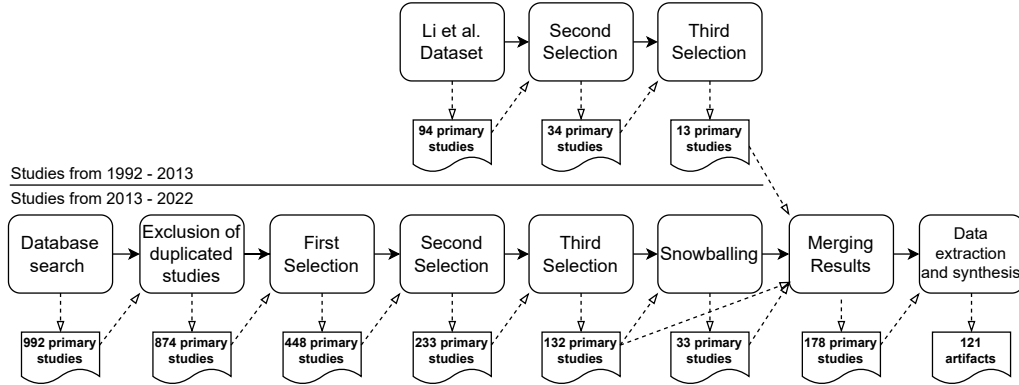 Li et al.
Dataset
Second
Selection
Third
Selection
94 primary
studies
34 primary
studies
13 primary
studies
Studies from 1992 - 2013
Studies from 2013 - 2022
Database
search
Exclusion of
duplicated
studies
First
Selection
Second
Selection
Third
Selection
Snowballing
Merging
Results
Data
extraction
and synthesis
992 primary
studies
874 primary
studies
448 primary
studies
233 primary
studies
132 primary
studies
33 primary
studies
178 primary
studies
121
artifacts